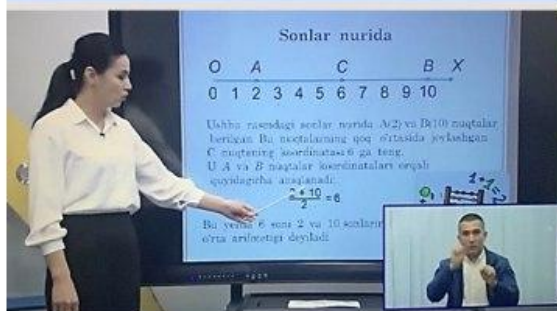 Sonlar nurida
O A C B X
0 1 2 3 4 5 6 7 8 9 10
Ushbu rasmdagi sonlar nurida A(2) va B(10) nuqtalar
berilgan Bu nuqtalarning qoq o'rtasida joylashgan
C nuqtaning koordinatasi 6 ga teng.
U A va B nuqtalar koordinatalari orqali
quyidagicha aniqlanadi:
2 + 10
2 = 6
Bu yerda 6 soni 2 va 10 sonlarin
o'rta arifmetigi deyiladi
1+1=?